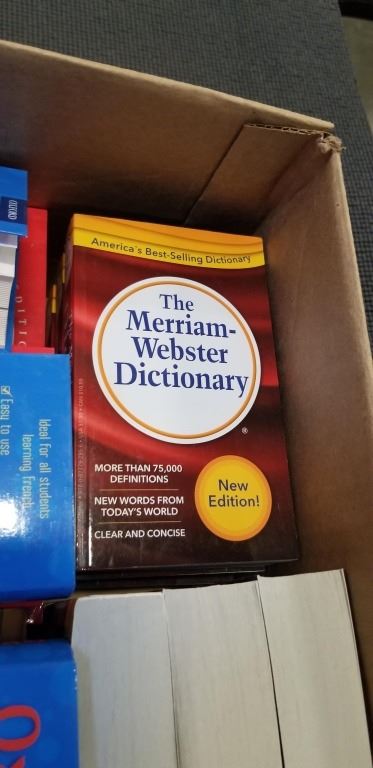 America's Best-Selling Dictionary
The
Merriam-
Webster
Dictionary
®
MORE THAN 75,000
DEFINITIONS
NEW WORDS FROM
TODAY'S WORLD
CLEAR AND CONCISE
New
Edition!
OXFORD
Ideal for all students
learning French
Easy to use